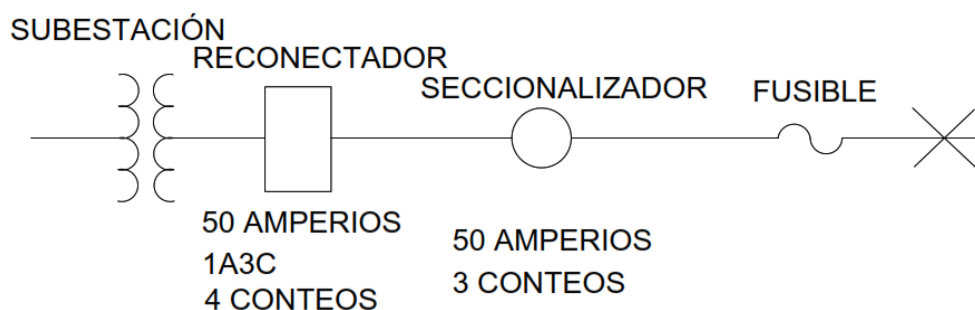 SUBESTACIÓN
RECONECTADOR
SECCIONALIZADOR
FUSIBLE
50 AMPERIOS
1A3C
4 CONTEOS
50 AMPERIOS
3 CONTEOS